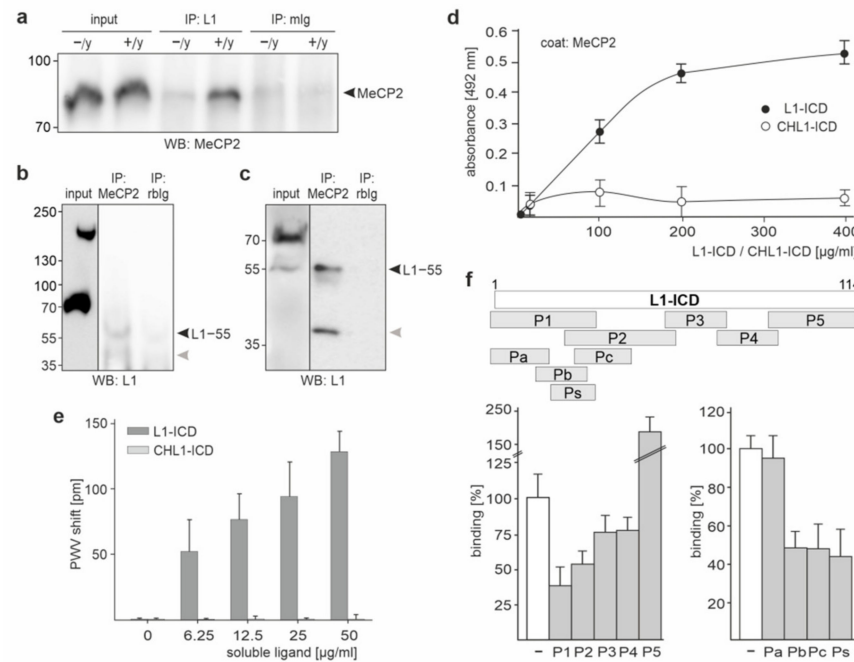 a
input IP: L1 IP: mIg
−/y +/y −/y +/y −/y +/y
100
70
MeCP2
WB: MeCP2
b
input IP: MeCP2 IP: rbIg
250
130
100
70
55
35
L1−55
WB: L1
c
input IP: MeCP2 IP: rbIg
70
55
35
L1−55
WB: L1
d
coat: MeCP2
absorbance [492 nm]
0.6
0.5
0.4
0.3
0.2
0.1
L1-ICD
CHL1-ICD
100 200 300 400
L1-ICD / CHL1-ICD [µg/ml]
e
PWV shift [pm]
150
100
50
L1-ICD
CHL1-ICD
0 6.25 12.5 25 50
soluble ligand [µg/ml]
f
1 114
L1-ICD
P1 P3 P5
P2 P4
Pa Pc
Pb
Ps
binding [%]
250
150
125
100
75
50
25
− P1 P2 P3 P4 P5
binding [%]
120
100
80
60
40
20
− Pa Pb Pc Ps